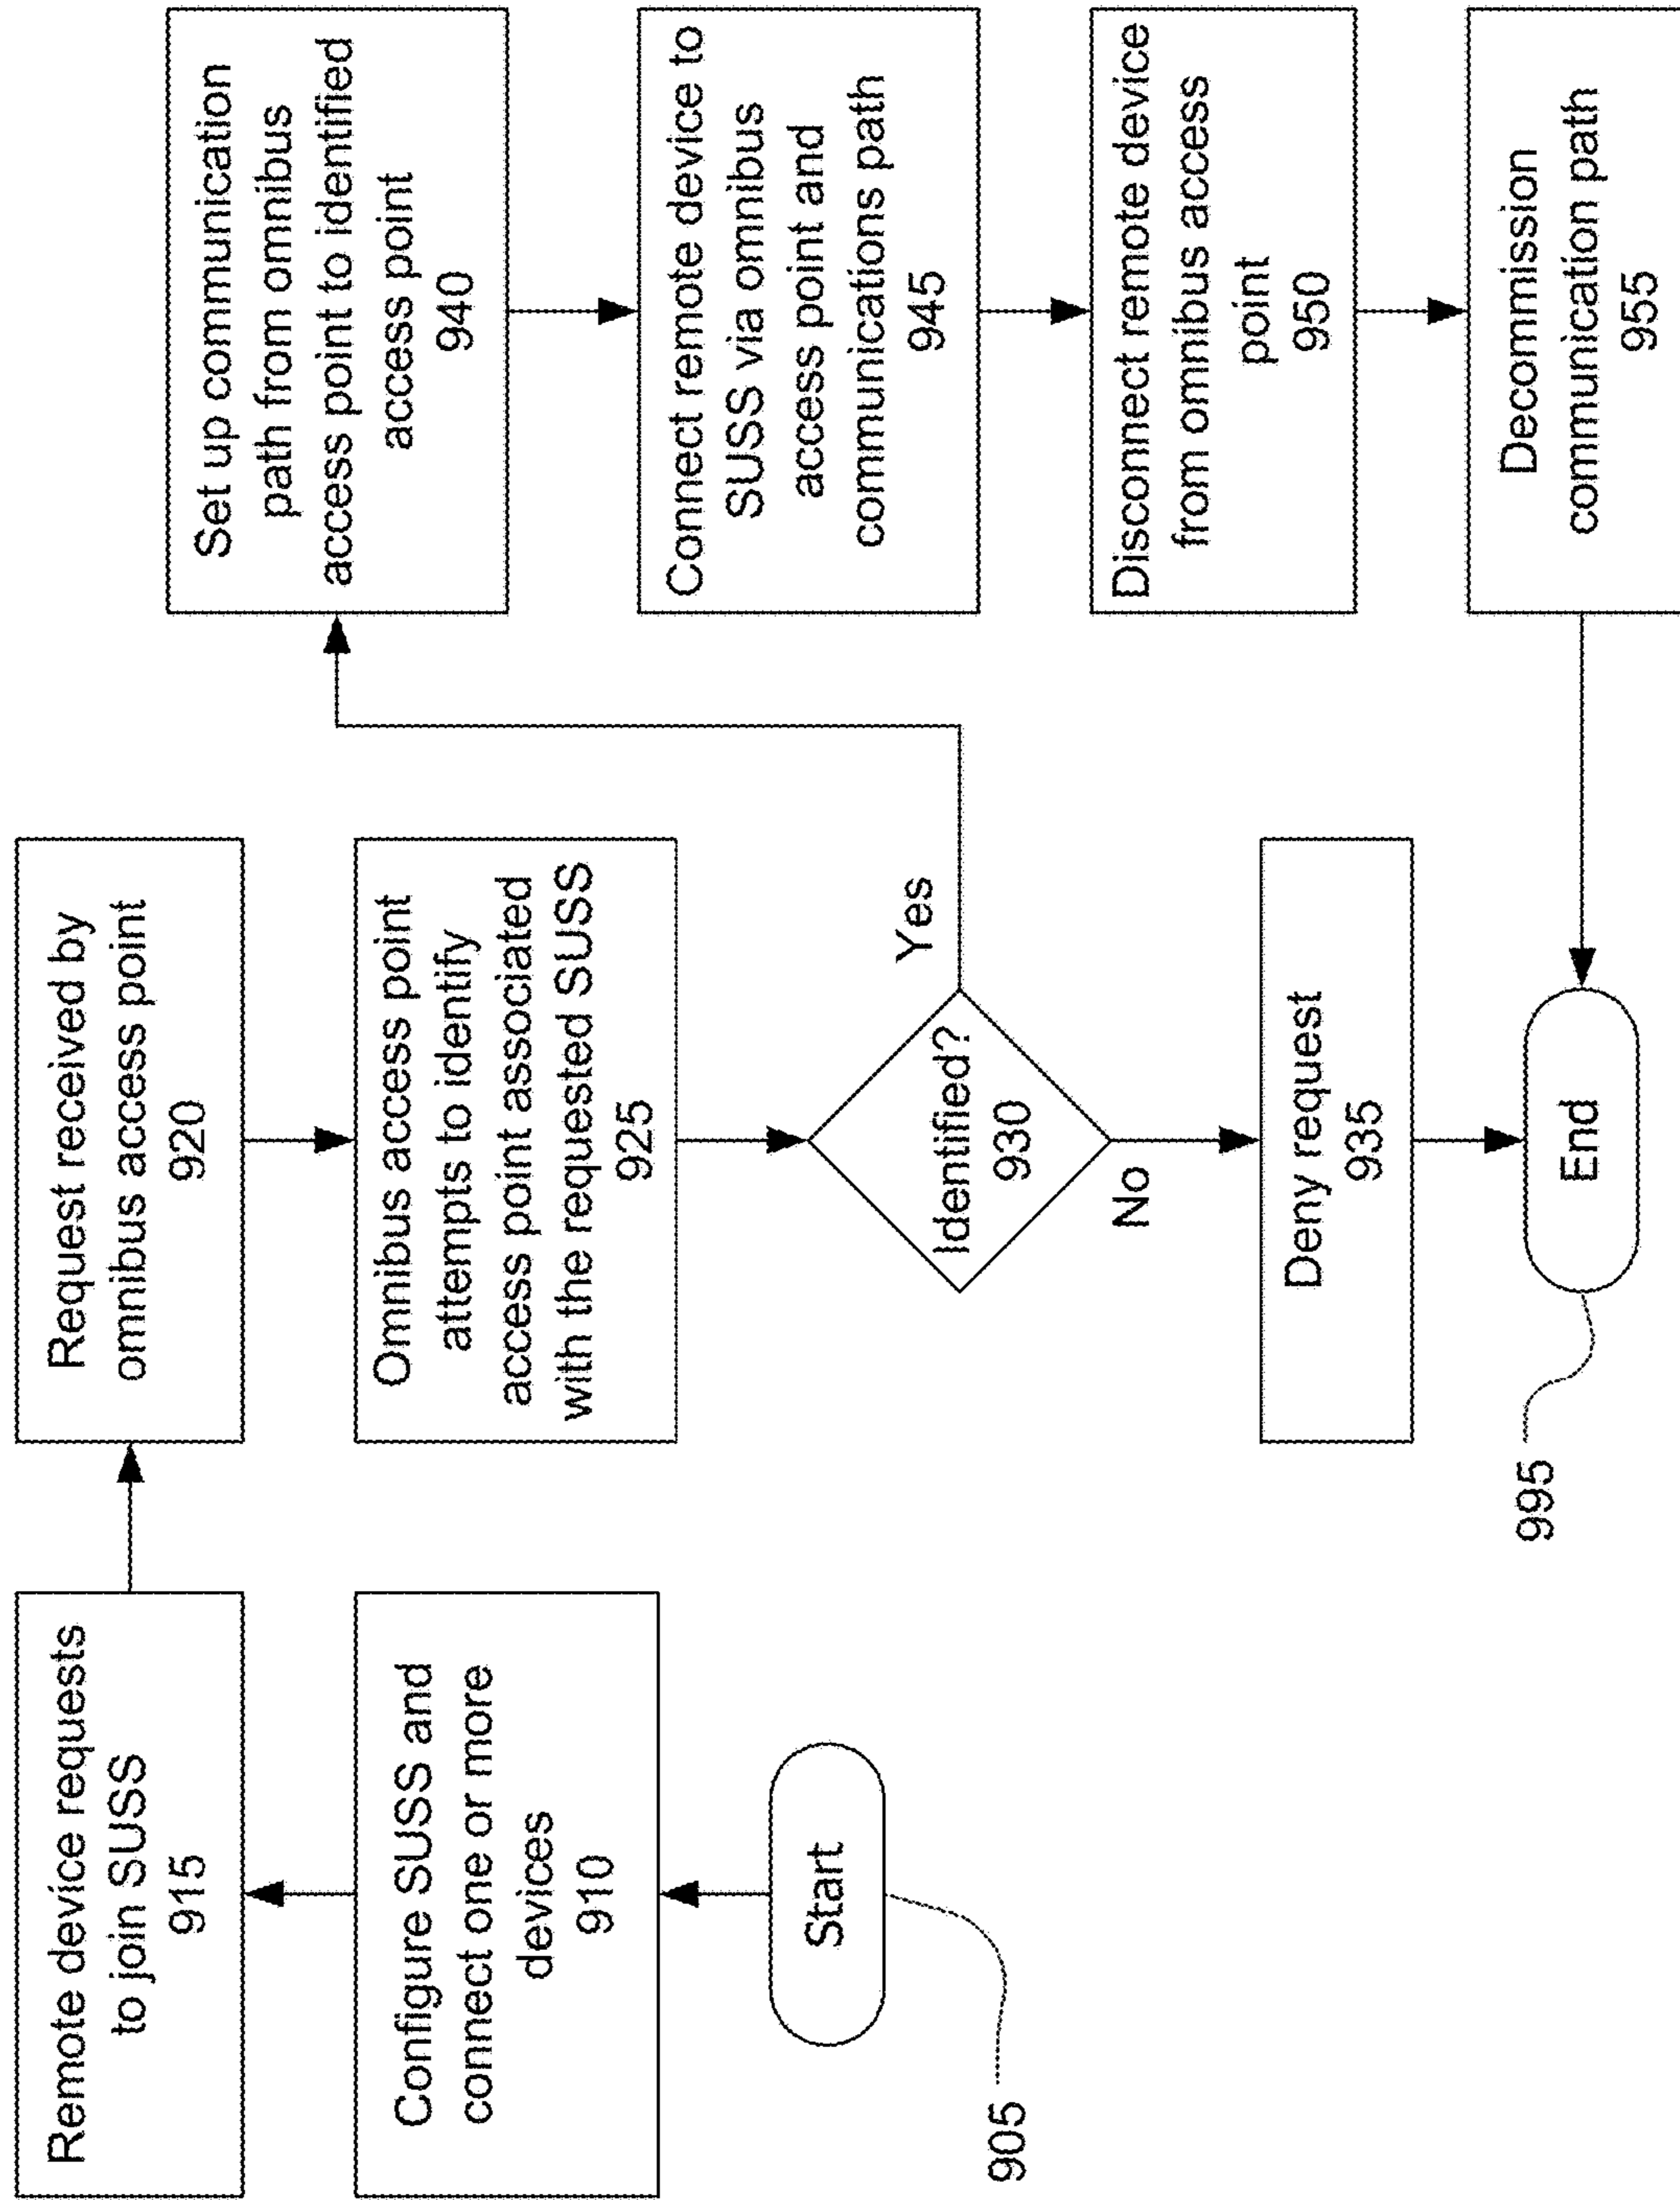 Remote device requests
to join SUSS
915
Configure SUSS and
connect one or more
devices
910
Start
905
Request received by
omnibus access point
920
Omnibus access point
attempts to identify
access point associated
with the requested SUSS
925
Identified?
930
Yes
No
Deny request
935
End
995
Set up communication
path from omnibus
access point to identified
access point
940
Connect remote device to
SUSS via omnibus
access point and
communications path
945
Disconnect remote device
from omnibus access
point
950
Decommission
communication path
955